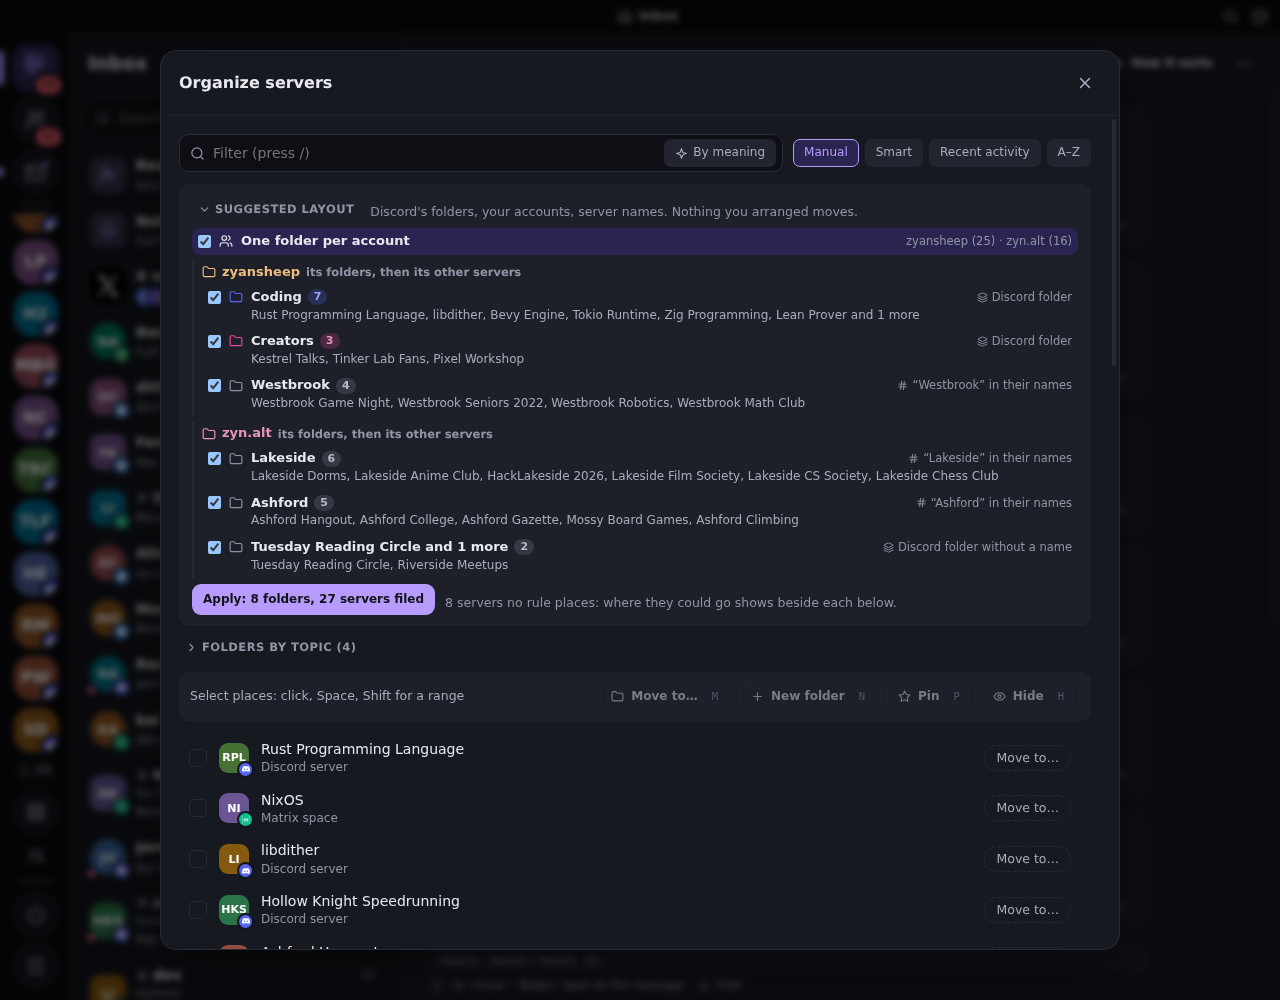 Inbox
Inbox
How it sorts
Organize servers
Filter (press /)
By meaning
Manual
Smart
Recent activity
A–Z
SUGGESTED LAYOUT
Discord's folders, your accounts, server names. Nothing you arranged moves.
One folder per account
zyansheep (25) · zyn.alt (16)
zyansheep its folders, then its other servers
Coding 7
Discord folder
Rust Programming Language, libdither, Bevy Engine, Tokio Runtime, Zig Programming, Lean Prover and 1 more
Creators 3
Discord folder
Kestrel Talks, Tinker Lab Fans, Pixel Workshop
Westbrook 4
# “Westbrook” in their names
Westbrook Game Night, Westbrook Seniors 2022, Westbrook Robotics, Westbrook Math Club
zyn.alt its folders, then its other servers
Lakeside 6
# “Lakeside” in their names
Lakeside Dorms, Lakeside Anime Club, HackLakeside 2026, Lakeside Film Society, Lakeside CS Society, Lakeside Chess Club
Ashford 5
# “Ashford” in their names
Ashford Hangout, Ashford College, Ashford Gazette, Mossy Board Games, Ashford Climbing
Tuesday Reading Circle and 1 more 2
Discord folder without a name
Tuesday Reading Circle, Riverside Meetups
Apply: 8 folders, 27 servers filed
8 servers no rule places: where they could go shows beside each below.
FOLDERS BY TOPIC (4)
Select places: click, Space, Shift for a range
Move to… M
New folder N
Pin P
Hide H
RPL
Rust Programming Language
Discord server
Move to…
NI
NixOS
Matrix space
Move to…
LI
libdither
Discord server
Move to…
HKS
Hollow Knight Speedrunning
Discord server
Move to…